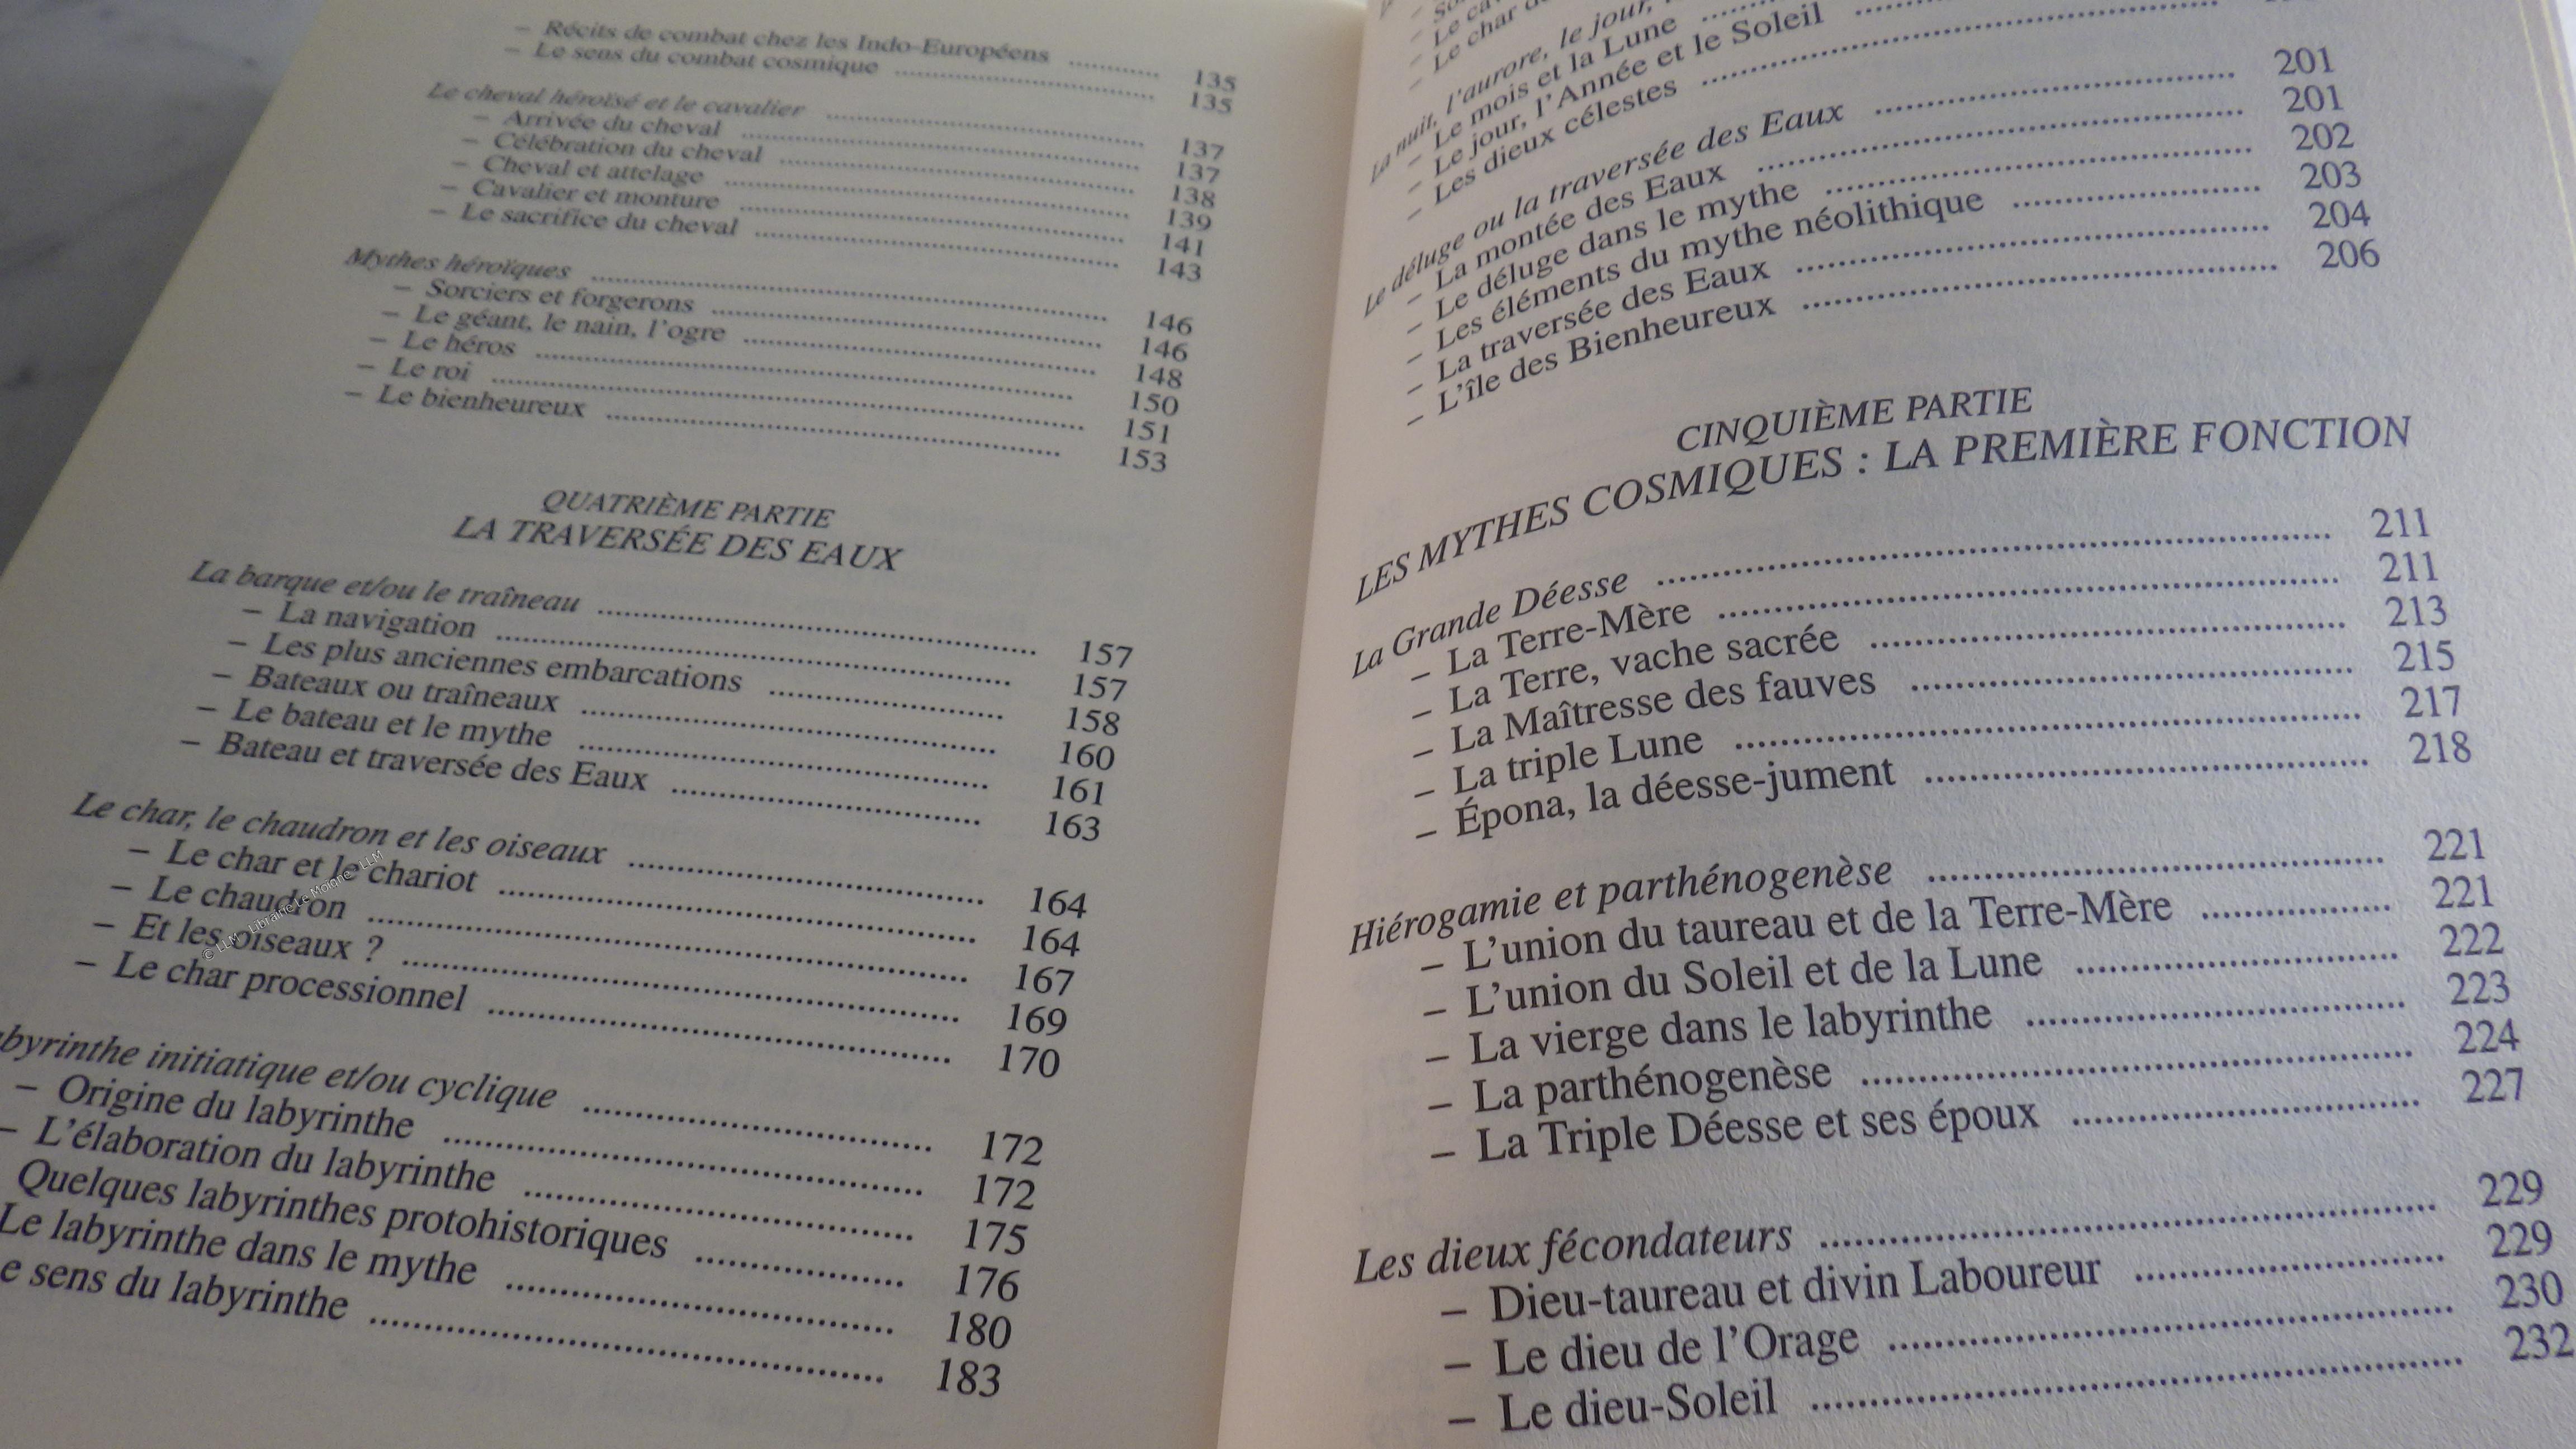 – Récits de combat chez les Indo-Européens ............ 135
– Le sens du combat cosmique ............ 135
Le cheval héroïsé et le cavalier ............ 137
– Arrivée du cheval ............ 137
– Célébration du cheval ............ 138
– Cheval et attelage ............ 139
– Cavalier et monture ............ 141
– Le sacrifice du cheval ............ 143
Mythes héroïques ............ 146
– Sorciers et forgerons ............ 146
– Le géant, le nain, l'ogre ............ 148
– Le héros ............ 150
– Le roi ............ 151
– Le bienheureux ............ 153
QUATRIÈME PARTIE
LA TRAVERSÉE DES EAUX
La barque et/ou le traîneau ............ 157
– La navigation ............ 157
– Les plus anciennes embarcations ............ 158
– Bateaux ou traîneaux ............ 160
– Le bateau et le mythe ............ 161
– Bateau et traversée des Eaux ............ 163
Le char, le chaudron et les oiseaux ............ 164
– Le char et le chariot ............ 164
– Le chaudron ............ 167
– Et les oiseaux ? ............ 169
– Le char processionnel ............ 170
byrinthe initiatique et/ou cyclique ............ 172
– Origine du labyrinthe ............ 172
– L'élaboration du labyrinthe ............ 175
Quelques labyrinthes protohistoriques ............ 176
Le labyrinthe dans le mythe ............ 180
e sens du labyrinthe ............ 183
© LLM - Librairie Le Moigne - LLM
– Le char
La nuit, l'aurore, le jour,
– Le mois et la Lune ............
– Le jour, l'Année et le Soleil ............
– Les dieux célestes ............
Le déluge ou la traversée des Eaux ............ 201
– La montée des Eaux ............ 201
– Le déluge dans le mythe ............ 202
– Les éléments du mythe néolithique ............ 203
– La traversée des Eaux ............ 204
– L'île des Bienheureux ............ 206
CINQUIÈME PARTIE
LES MYTHES COSMIQUES : LA PREMIÈRE FONCTION
La Grande Déesse ............ 211
– La Terre-Mère ............ 211
– La Terre, vache sacrée ............ 213
– La Maîtresse des fauves ............ 215
– La triple Lune ............ 217
– Épona, la déesse-jument ............ 218
Hiérogamie et parthénogenèse ............ 221
– L'union du taureau et de la Terre-Mère ............ 221
– L'union du Soleil et de la Lune ............ 222
– La vierge dans le labyrinthe ............ 223
– La parthénogenèse ............ 224
– La Triple Déesse et ses époux ............ 227
Les dieux fécondateurs ............ 229
– Dieu-taureau et divin Laboureur ............ 229
– Le dieu de l'Orage ............ 230
– Le dieu-Soleil ............ 232